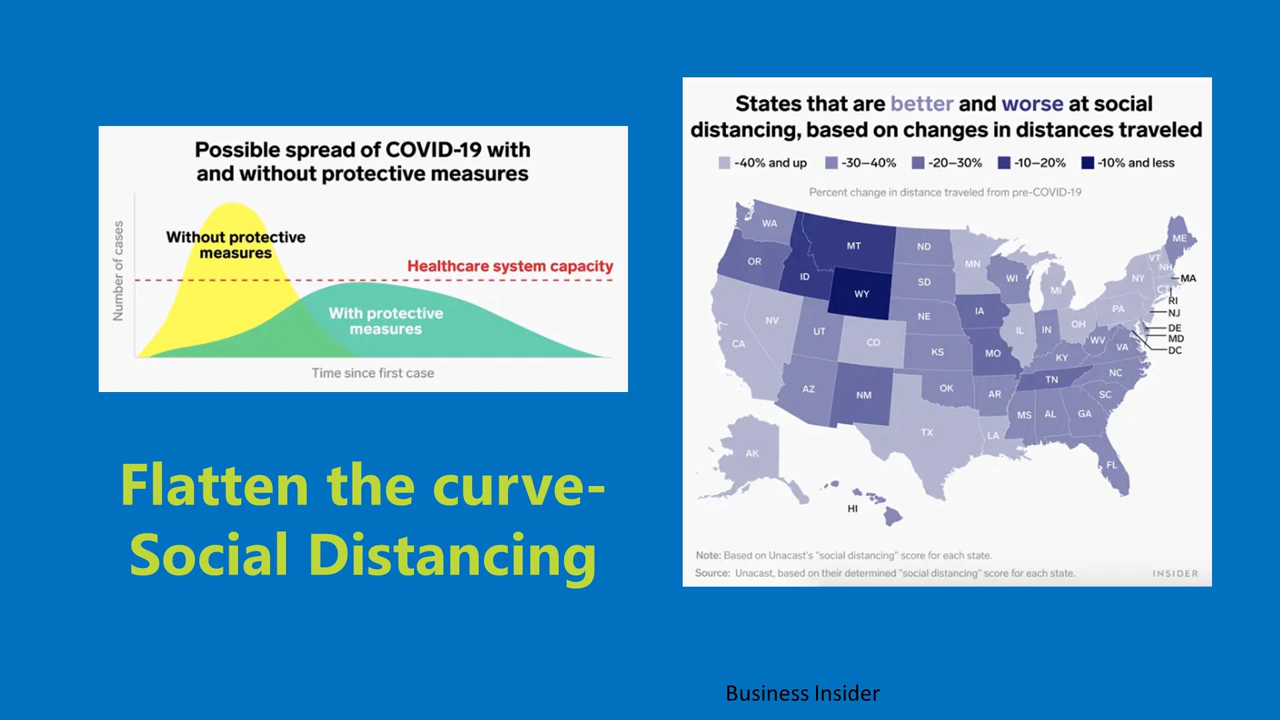 Possible spread of COVID-19 with
and without protective measures
Number of cases
Without protective
measures
Healthcare system capacity
With protective
measures
Time since first case
Flatten the curve-
Social Distancing
States that are better and worse at social
distancing, based on changes in distances traveled
-40% and up -30–40% -20–30% -10–20% -10% and less
Percent change in distance traveled from pre-COVID-19
WA
MT
ND
MN
ME
VT
NH
OR
ID
SD
WI
MI
NY
MA
WY
CT
RI
NV
UT
NE
IA
IL
IN
OH
PA
NJ
CA
CO
KS
MO
KY
WV
VA
DE
MD
DC
AZ
NM
OK
AR
TN
NC
SC
TX
LA
MS
AL
GA
AK
FL
HI
Note: Based on Unacast's "social distancing" score for each state.
Source: Unacast, based on their determined "social distancing" score for each state.
INSIDER
Business Insider